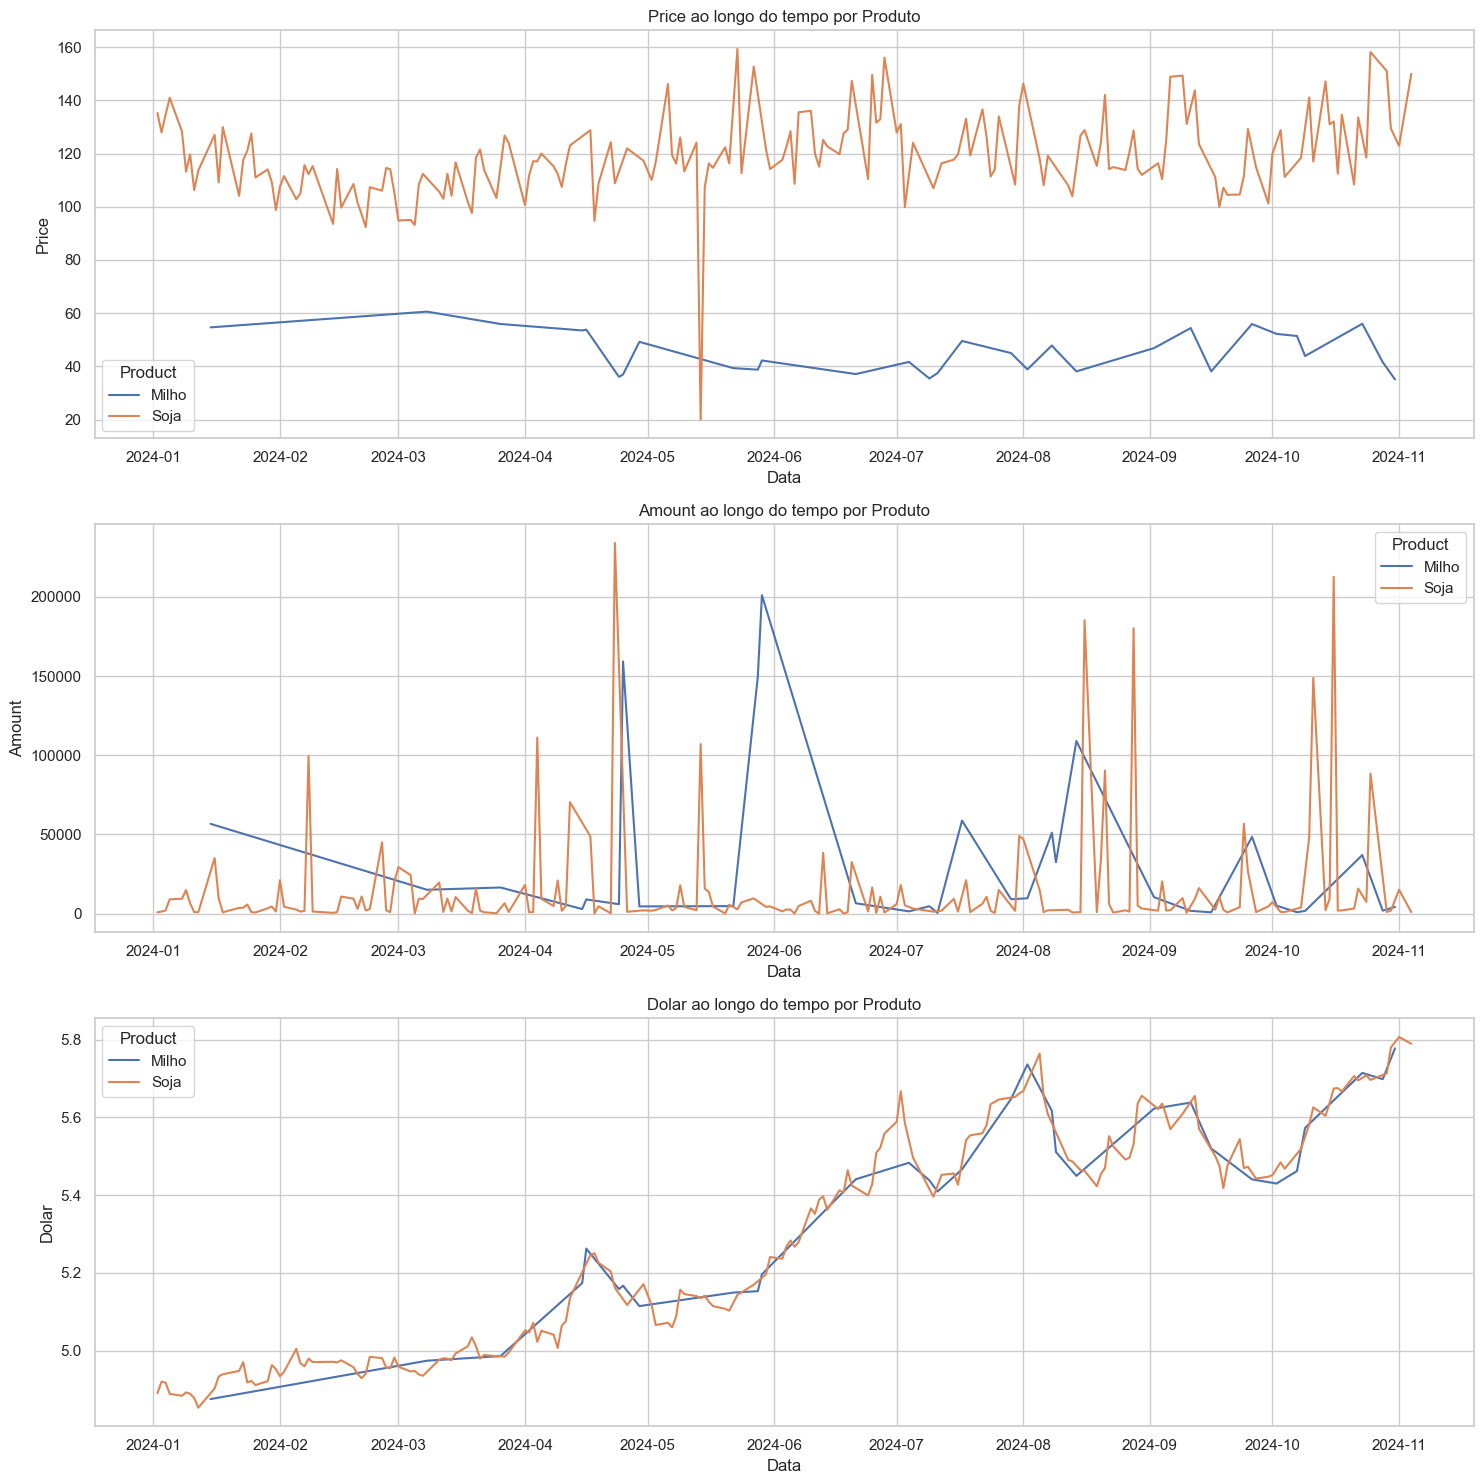 Price ao longo do tempo por Produto
160
140
120
100
80
60
40
20
Price
Product
Milho
Soja
2024-01 2024-02 2024-03 2024-04 2024-05 2024-06 2024-07 2024-08 2024-09 2024-10 2024-11
Data
Amount ao longo do tempo por Produto
200000
150000
100000
50000
0
Amount
Product
Milho
Soja
2024-01 2024-02 2024-03 2024-04 2024-05 2024-06 2024-07 2024-08 2024-09 2024-10 2024-11
Data
Dolar ao longo do tempo por Produto
5.8
5.6
5.4
5.2
5.0
Dolar
Product
Milho
Soja
2024-01 2024-02 2024-03 2024-04 2024-05 2024-06 2024-07 2024-08 2024-09 2024-10 2024-11
Data